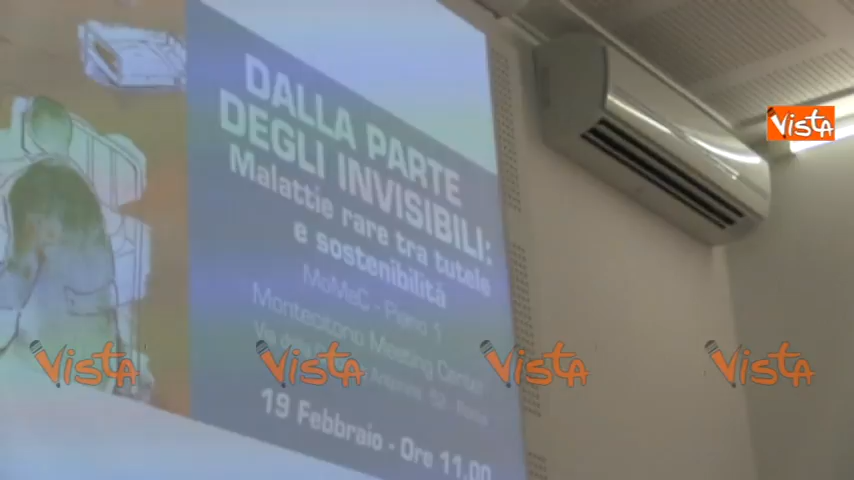 DALLA PARTE
DEGLI INVISIBILI:
Malattie rare tra tutele
e sostenibilità
MoMeC - Piano 1
Montecitorio Meeting Center
Via
19 Febbraio - Ore 11.00
VISTA
VISTA
VISTA
VISTA
VISTA